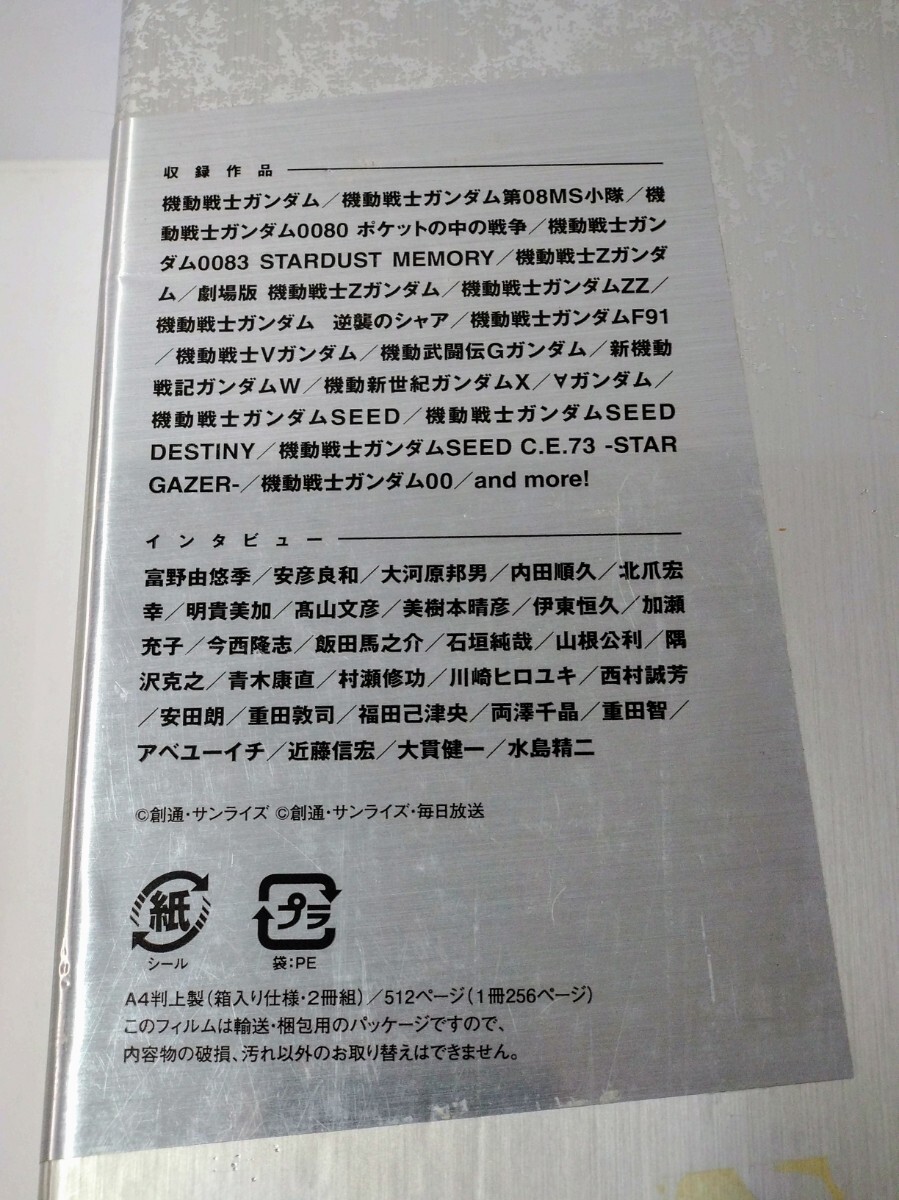 収録作品
機動戦士ガンダム／機動戦士ガンダム第08MS小隊／機
動戦士ガンダム0080 ポケットの中の戦争／機動戦士ガン
ダム0083 STARDUST MEMORY／機動戦士Zガンダ
ム／劇場版 機動戦士Zガンダム／機動戦士ガンダムZZ／
機動戦士ガンダム 逆襲のシャア／機動戦士ガンダムF91
／機動戦士Vガンダム／機動武闘伝Gガンダム／新機動
戦記ガンダムW／機動新世紀ガンダムX／∀ガンダム／
機動戦士ガンダムSEED／機動戦士ガンダムSEED
DESTINY／機動戦士ガンダムSEED C.E.73 -STAR
GAZER-／機動戦士ガンダム00／and more!
インタビュー
富野由悠季／安彦良和／大河原邦男／内田順久／北爪宏
幸／明貴美加／髙山文彦／美樹本晴彦／伊東恒久／加瀬
充子／今西隆志／飯田馬之介／石垣純哉／山根公利／隅
沢克之／青木康直／村瀬修功／川崎ヒロユキ／西村誠芳
／安田朗／重田敦司／福田己津央／両澤千晶／重田智／
アベユーイチ／近藤信宏／大貫健一／水島精二
©創通・サンライズ ©創通・サンライズ・毎日放送
紙
プラ
シール
袋：PE
A4判上製（箱入り仕様・2冊組）／512ページ（1冊256ページ）
このフィルムは輸送・梱包用のパッケージですので、
内容物の破損、汚れ以外のお取り替えはできません。